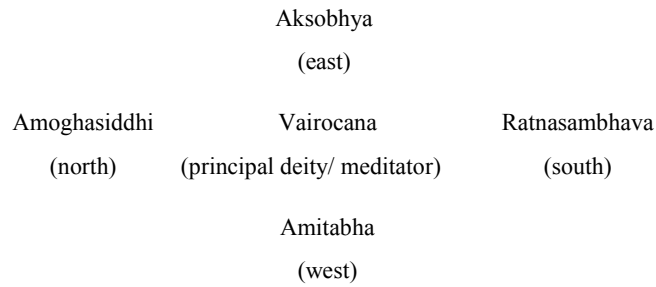 Aksobhya
(east)
Amoghasiddhi Vairocana Ratnasambhava
(north) (principal deity/ meditator) (south)
Amitabha
(west)